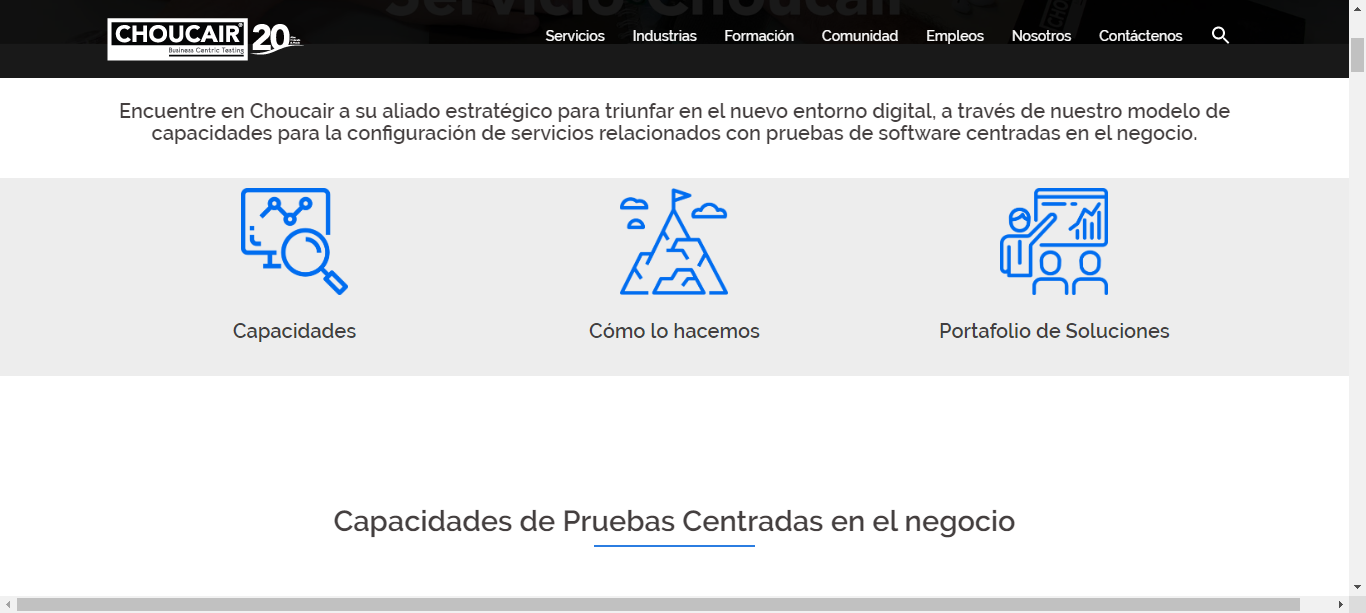 Servicio Choucair
CHOUCAIR®
Business Centric Testing
20
Servicios
Industrias
Formación
Comunidad
Empleos
Nosotros
Contáctenos
Encuentre en Choucair a su aliado estratégico para triunfar en el nuevo entorno digital, a través de nuestro modelo de
capacidades para la configuración de servicios relacionados con pruebas de software centradas en el negocio.
Capacidades
Cómo lo hacemos
Portafolio de Soluciones
Capacidades de Pruebas Centradas en el negocio